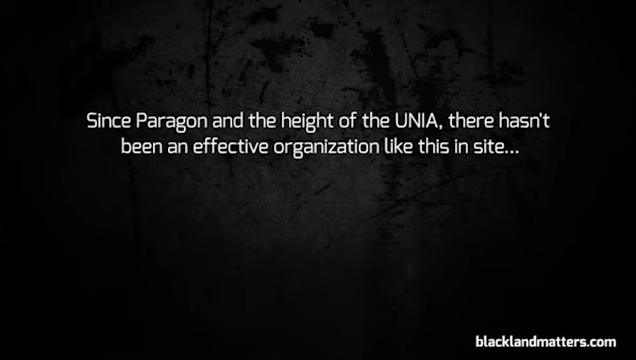 Since Paragon and the height of the UNIA, there hasn't
been an effective organization like this in site...
blacklandmatters.com